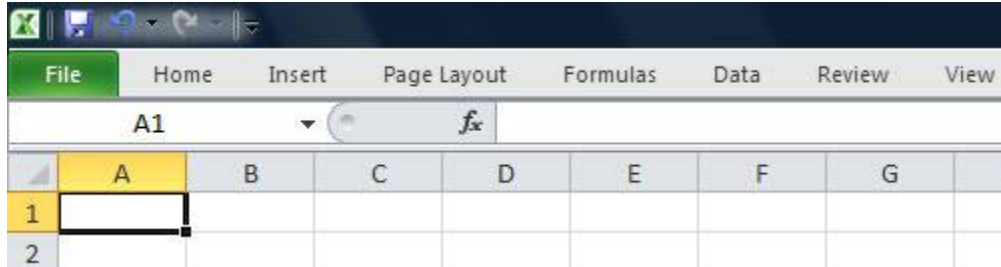 File Home Insert Page Layout Formulas Data Review View
A1 fx
A B C D E F G
1
2